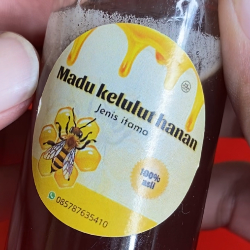 Madu kelulut hanan
Jenis itama
100%
asli
085787635410